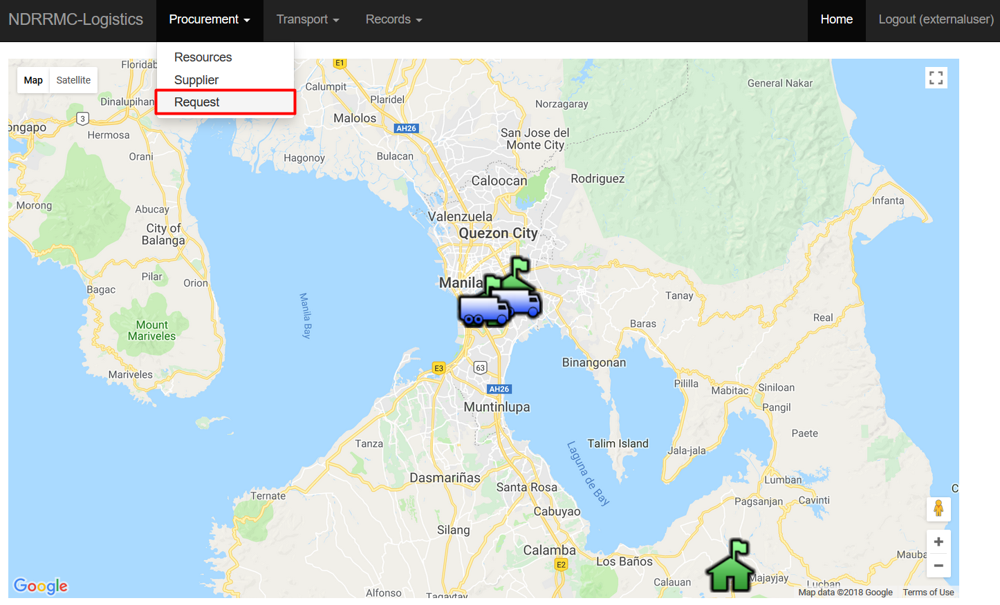 NDRRMC-Logistics Procurement Transport Records Home Logout (externaluser)
Resources
Supplier
Request
Map Satellite
Floridab
E1
Calumpit
General Nakar
Dinalupihan
Plaridel
Norzagaray
3
Malolos
AH26
ongapo
Hermosa
San Jose del
Monte City
Orani
Hagonoy
Bulacan
Caloocan
Rodriguez
Morong
Abucay
Infanta
Valenzuela
City of
Balanga
Quezon City
Pilar
Orion
Bagac
Manila
Tanay
Manila Bay
Mount
Mariveles
Real
Baras
Binangonan
E3
63
Mariveles
AH26
Pililla
Mabitac
Siniloan
Muntinlupa
Pangil
Paete
Tanza
Talim Island
Laguna de Bay
Jala-jala
Dasmariñas
Lumban
Santa Rosa
C
Ternate
Pagsanjan
Cavinti
Cabuyao
Silang
Calamba
E2
Los Baños
Mauba
Calauan
Majayjay
Lucban
Google
Alfonso
Tagaytay
Map data ©2018 Google Terms of Use